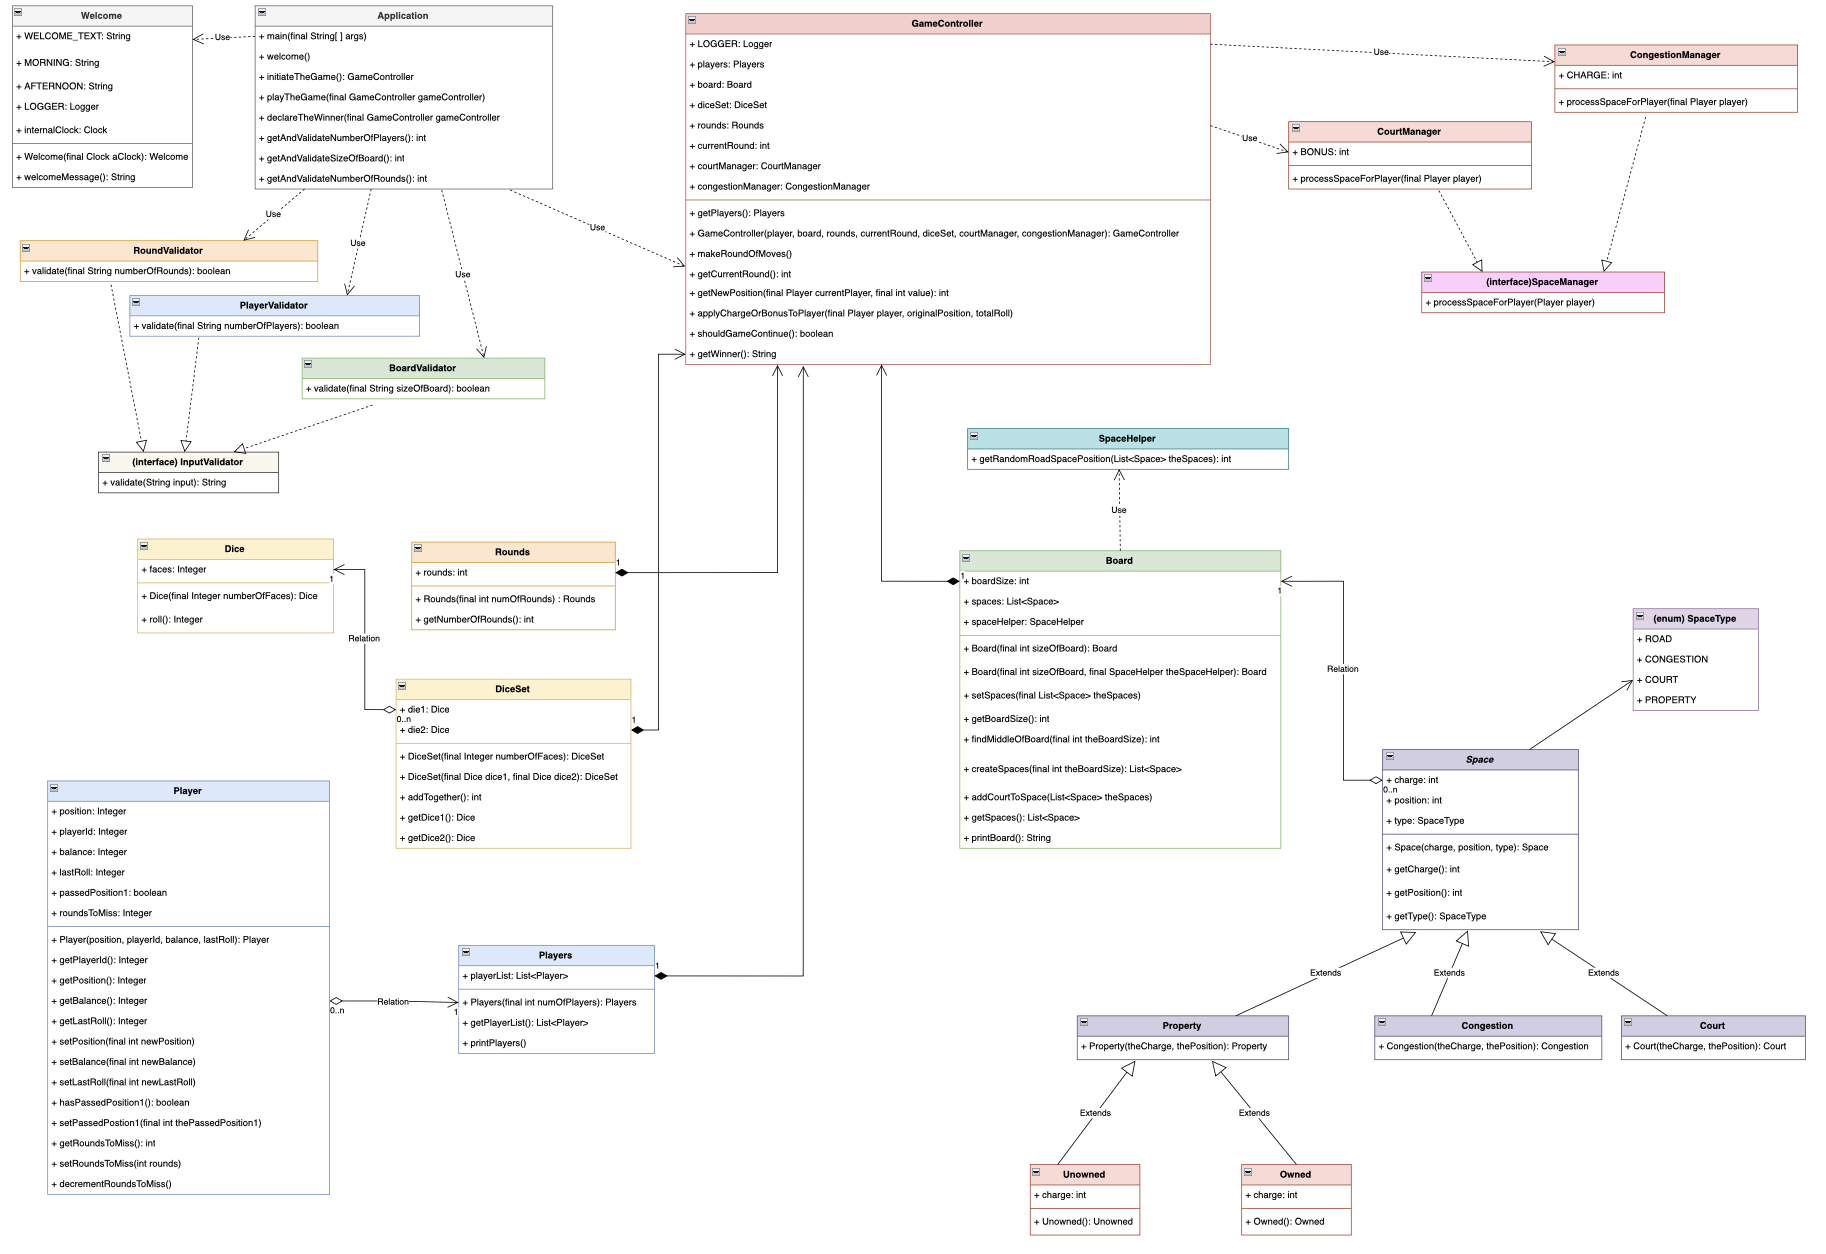 Welcome
+ WELCOME_TEXT: String
+ MORNING: String
+ AFTERNOON: String
+ LOGGER: Logger
+ internalClock: Clock
+ Welcome(final Clock aClock): Welcome
+ welcomeMessage(): String
Use
Application
+ main(final String[ ] args)
+ welcome()
+ initiateTheGame(): GameController
+ playTheGame(final GameController gameController)
+ declareTheWinner(final GameController gameController
+ getAndValidateNumberOfPlayers(): int
+ getAndValidateSizeOfBoard(): int
+ getAndValidateNumberOfRounds(): int
Use
Use
Use
Use
GameController
+ LOGGER: Logger
+ players: Players
+ board: Board
+ diceSet: DiceSet
+ rounds: Rounds
+ currentRound: int
+ courtManager: CourtManager
+ congestionManager: CongestionManager
+ getPlayers(): Players
+ GameController(player, board, rounds, currentRound, diceSet, courtManager, congestionManager): GameController
+ makeRoundOfMoves()
+ getCurrentRound(): int
+ getNewPosition(final Player currentPlayer, final int value): int
+ applyChargeOrBonusToPlayer(final Player player, originalPosition, totalRoll)
+ shouldGameContinue(): boolean
+ getWinner(): String
Use
Use
CongestionManager
+ CHARGE: int
+ processSpaceForPlayer(final Player player)
CourtManager
+ BONUS: int
+ processSpaceForPlayer(final Player player)
(interface)SpaceManager
+ processSpaceForPlayer(Player player)
RoundValidator
+ validate(final String numberOfRounds): boolean
PlayerValidator
+ validate(final String numberOfPlayers): boolean
BoardValidator
+ validate(final String sizeOfBoard): boolean
(interface) InputValidator
+ validate(String input): String
SpaceHelper
+ getRandomRoadSpacePosition(List<Space> theSpaces): int
Use
Dice
+ faces: Integer
1
+ Dice(final Integer numberOfFaces): Dice
+ roll(): Integer
Relation
Rounds
1
+ rounds: int
+ Rounds(final int numOfRounds) : Rounds
+ getNumberOfRounds(): int
DiceSet
+ die1: Dice
0..n
1
+ die2: Dice
+ DiceSet(final Integer numberOfFaces): DiceSet
+ DiceSet(final Dice dice1, final Dice dice2): DiceSet
+ addTogether(): int
+ getDice1(): Dice
+ getDice2(): Dice
Board
1
+ boardSize: int
1
+ spaces: List<Space>
+ spaceHelper: SpaceHelper
+ Board(final int sizeOfBoard): Board
+ Board(final int sizeOfBoard, final SpaceHelper theSpaceHelper): Board
+ setSpaces(final List<Space> theSpaces)
+ getBoardSize(): int
+ findMiddleOfBoard(final int theBoardSize): int
+ createSpaces(final int theBoardSize): List<Space>
+ addCourtToSpace(List<Space> theSpaces)
+ getSpaces(): List<Space>
+ printBoard(): String
Relation
(enum) SpaceType
+ ROAD
+ CONGESTION
+ COURT
+ PROPERTY
Space
+ charge: int
0..n
+ position: int
+ type: SpaceType
+ Space(charge, position, type): Space
+ getCharge(): int
+ getPosition(): int
+ getType(): SpaceType
Extends
Extends
Extends
Player
+ position: Integer
+ playerId: Integer
+ balance: Integer
+ lastRoll: Integer
+ passedPosition1: boolean
+ roundsToMiss: Integer
+ Player(position, playerId, balance, lastRoll): Player
+ getPlayerId(): Integer
+ getPosition(): Integer
+ getBalance(): Integer
+ getLastRoll(): Integer
+ setPosition(final int newPosition)
+ setBalance(final int newBalance)
+ setLastRoll(final int newLastRoll)
+ hasPassedPosition1(): boolean
+ setPassedPostion1(final int thePassedPosition1)
+ getRoundsToMiss(): int
+ setRoundsToMiss(int rounds)
+ decrementRoundsToMiss()
0..n
Relation
1
Players
1
+ playerList: List<Player>
+ Players(final int numOfPlayers): Players
+ getPlayerList(): List<Player>
+ printPlayers()
Property
+ Property(theCharge, thePosition): Property
Congestion
+ Congestion(theCharge, thePosition): Congestion
Court
+ Court(theCharge, thePosition): Court
Extends
Extends
Unowned
+ charge: int
+ Unowned(): Unowned
Owned
+ charge: int
+ Owned(): Owned